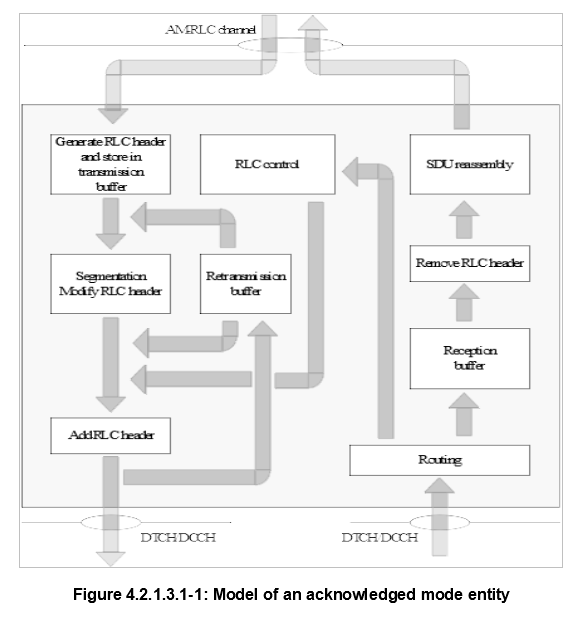 AM-RLC channel
Generate RLC header
and store in
transmission
buffer
RLC control
SDU reassembly
Segmentation
Modify RLC header
Retransmission
buffer
Remove RLC header
Reception
buffer
Add RLC header
Routing
DTCH/DCCH
DTCH/DCCH
Figure 4.2.1.3.1-1: Model of an acknowledged mode entity